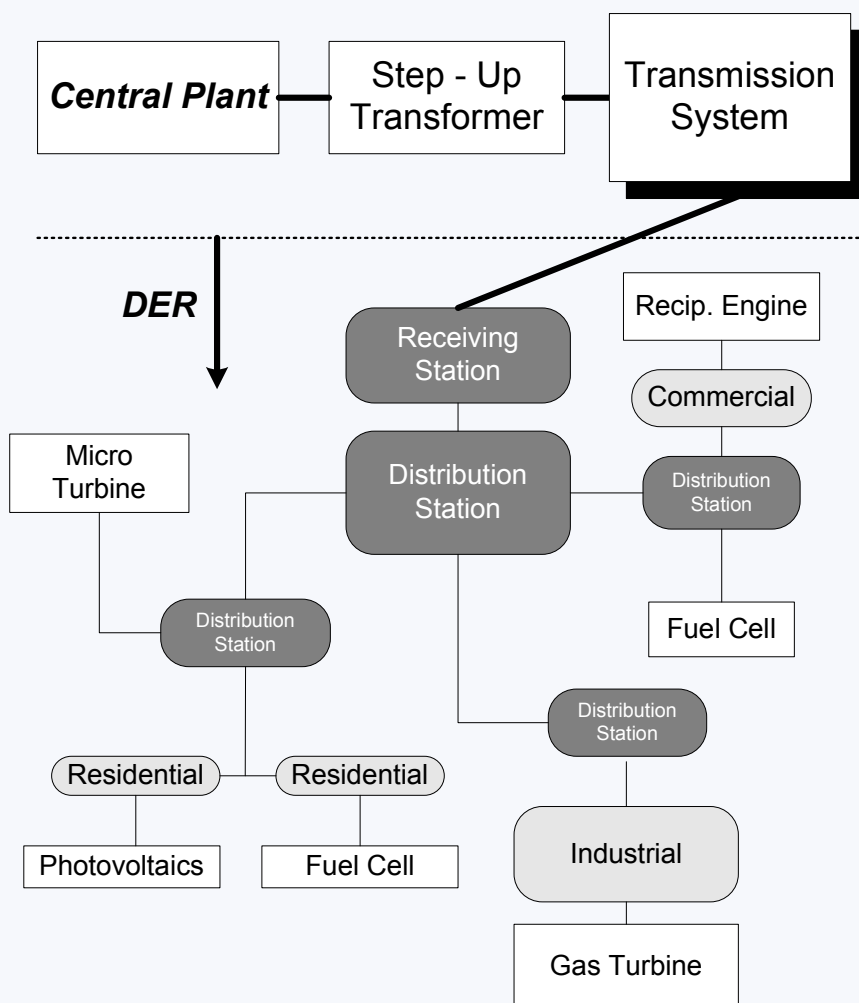 Central Plant
Step - Up
Transformer
Transmission
System
DER
Receiving
Station
Recip. Engine
Commercial
Micro
Turbine
Distribution
Station
Distribution
Station
Distribution
Station
Fuel Cell
Distribution
Station
Residential
Residential
Photovoltaics
Fuel Cell
Industrial
Gas Turbine